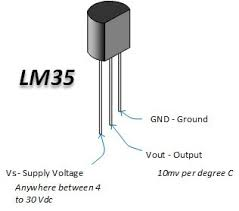 LM35
GND - Ground
Vout - Output
10mv per degree C
Vs- Supply Voltage
Anywhere between 4
to 30 Vdc